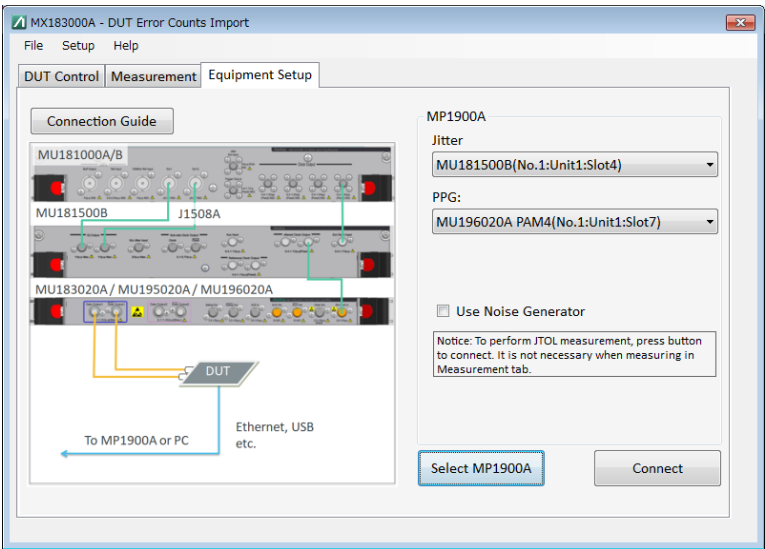 MX183000A - DUT Error Counts Import
File Setup Help
DUT Control Measurement Equipment Setup
Connection Guide
MU181000A/B
MU181500B J1508A
MU183020A / MU195020A / MU196020A
DUT
Ethernet, USB
etc.
To MP1900A or PC
MP1900A
Jitter
MU181500B(No.1:Unit1:Slot4)
PPG:
MU196020A PAM4(No.1:Unit1:Slot7)
Use Noise Generator
Notice: To perform JTOL measurement, press button
to connect. It is not necessary when measuring in
Measurement tab.
Select MP1900A
Connect